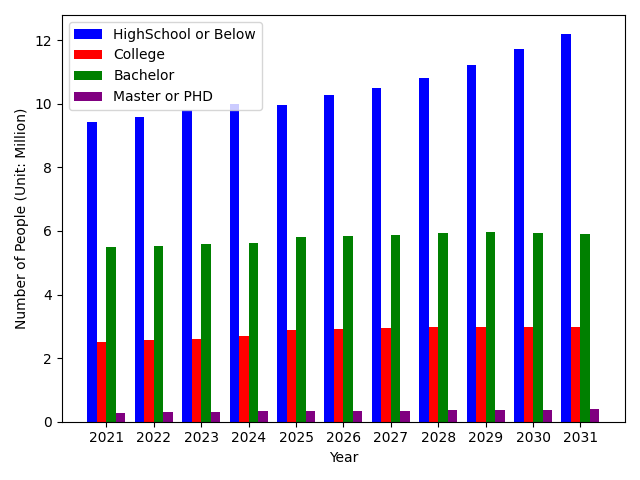 HighSchool or Below
College
Bachelor
Master or PHD
Number of People (Unit: Million)
12
10
8
6
4
2
0
2021 2022 2023 2024 2025 2026 2027 2028 2029 2030 2031
Year